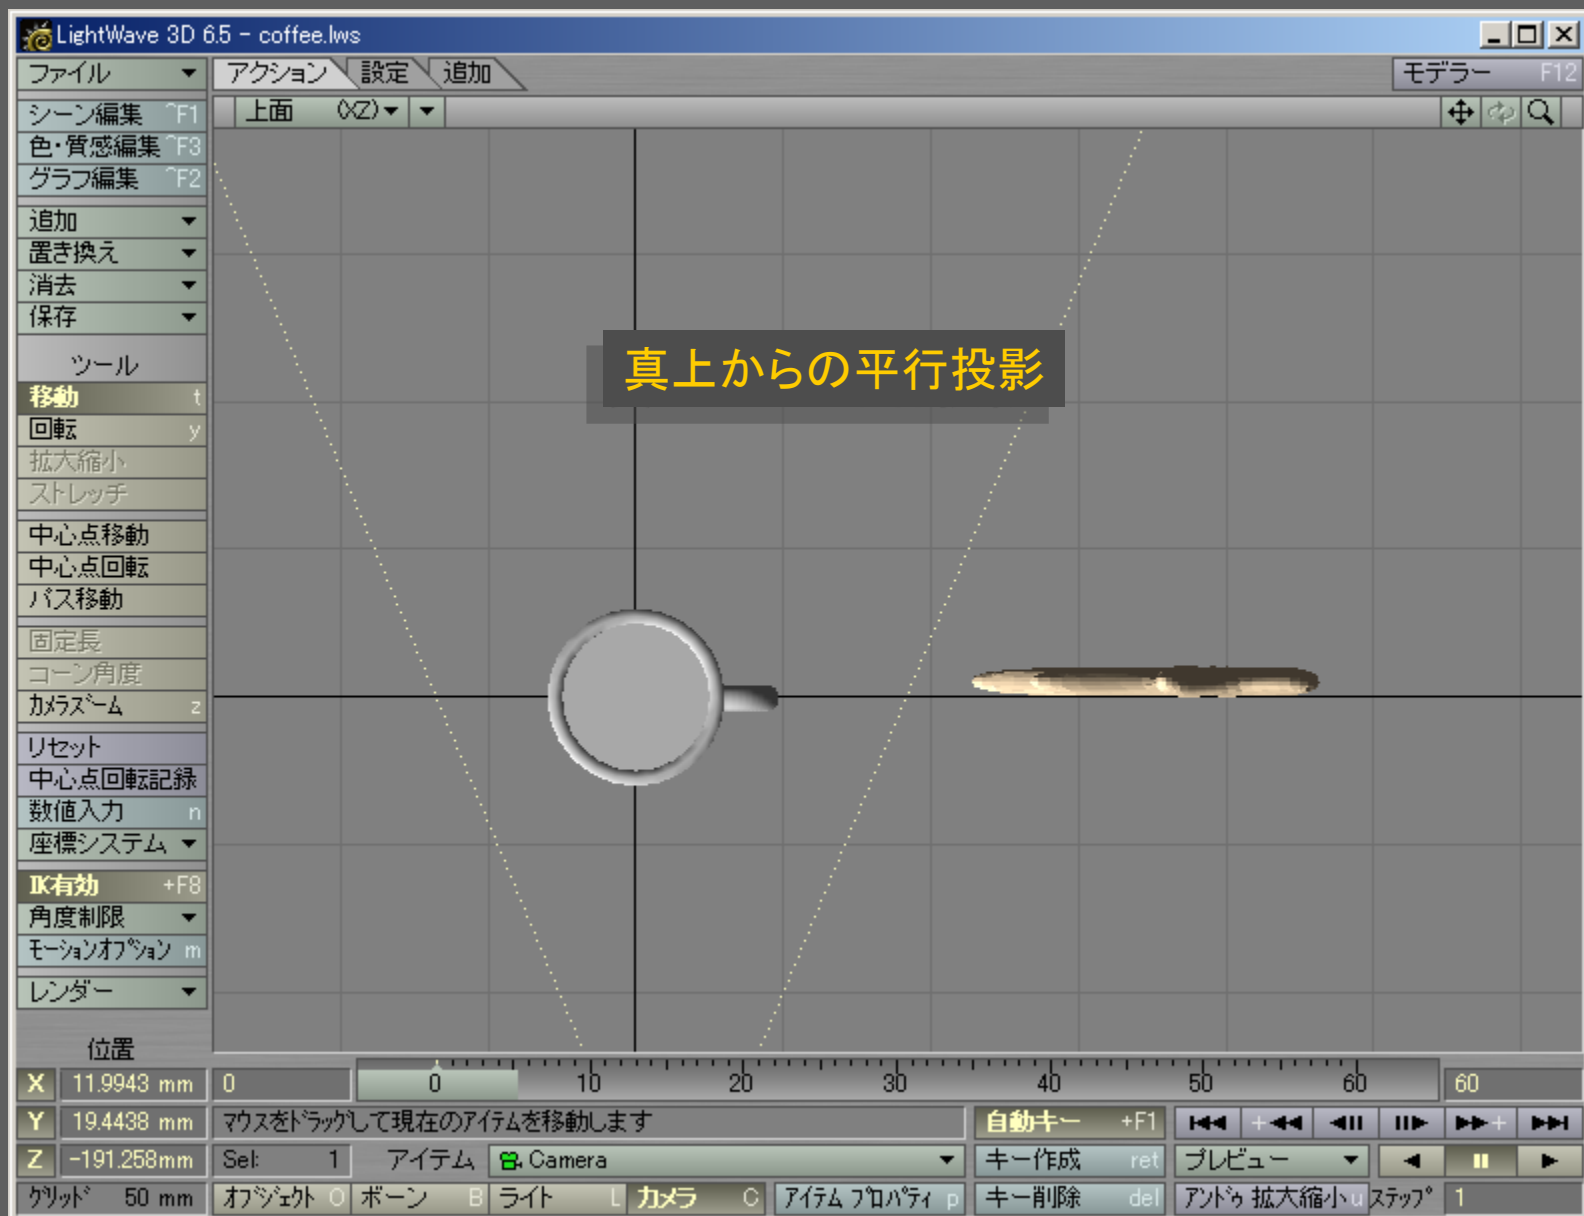 LightWave 3D 6.5 - coffee.lws
ファイル
アクション 設定 追加
モデラー F12
シーン編集 ^F1
上面 (XZ)
色・質感編集 ^F3
グラフ編集 ^F2
追加
置き換え
消去
保存
ツール
真上からの平行投影
移動 t
回転 y
拡大縮小
ストレッチ
中心点移動
中心点回転
パス移動
固定長
コーン角度
カメラズーム z
リセット
中心点回転記録
数値入力 n
座標システム
IK有効 +F8
角度制限
モーションオプション m
レンダー
位置
X 11.9943 mm 0 0 10 20 30 40 50 60 60
Y 19.4438 mm マウスをドラッグして現在のアイテムを移動します 自動キー +F1
Z -191.258mm Sel: 1 アイテム Camera キー作成 ret プレビュー
グリッド 50 mm オブジェクト O ボーン B ライト L カメラ C アイテム プロパティ p キー削除 del アンドゥ 拡大縮小 u ステップ 1